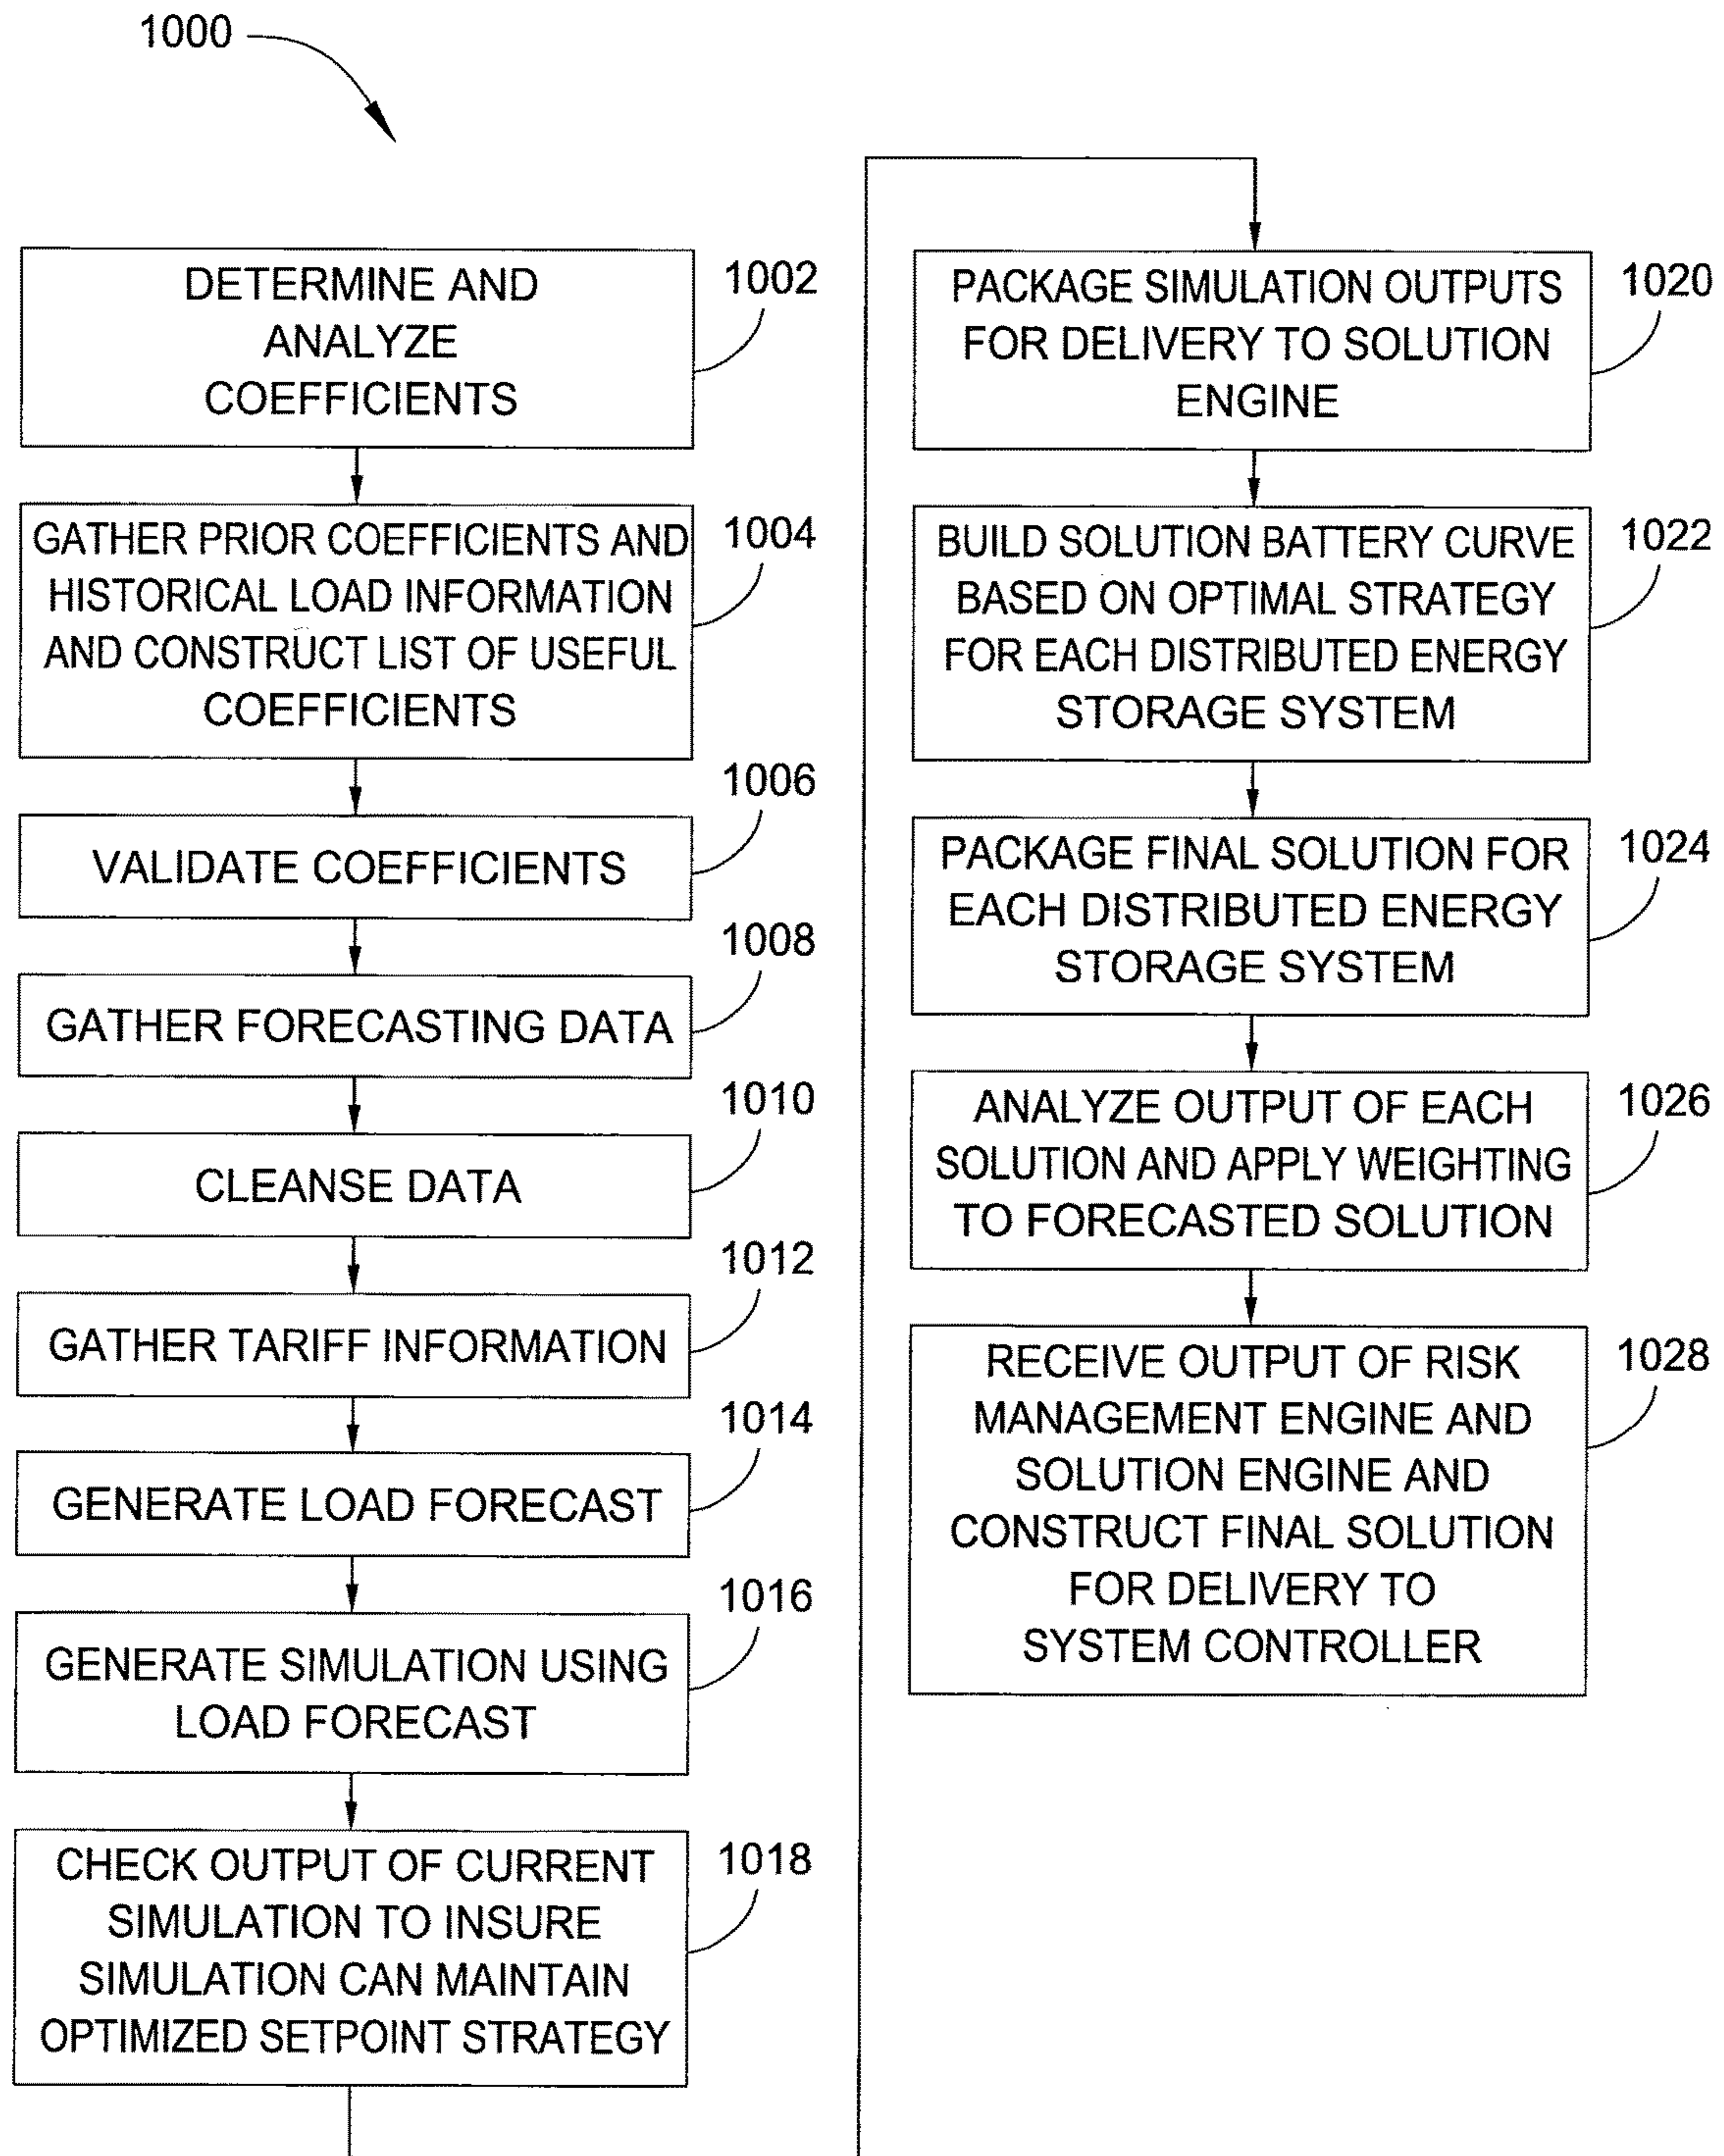 1000
DETERMINE AND
ANALYZE
COEFFICIENTS
1002
GATHER PRIOR COEFFICIENTS AND
HISTORICAL LOAD INFORMATION
AND CONSTRUCT LIST OF USEFUL
COEFFICIENTS
1004
VALIDATE COEFFICIENTS
1006
GATHER FORECASTING DATA
1008
CLEANSE DATA
1010
GATHER TARIFF INFORMATION
1012
GENERATE LOAD FORECAST
1014
GENERATE SIMULATION USING
LOAD FORECAST
1016
CHECK OUTPUT OF CURRENT
SIMULATION TO INSURE
SIMULATION CAN MAINTAIN
OPTIMIZED SETPOINT STRATEGY
1018
PACKAGE SIMULATION OUTPUTS
FOR DELIVERY TO SOLUTION
ENGINE
1020
BUILD SOLUTION BATTERY CURVE
BASED ON OPTIMAL STRATEGY
FOR EACH DISTRIBUTED ENERGY
STORAGE SYSTEM
1022
PACKAGE FINAL SOLUTION FOR
EACH DISTRIBUTED ENERGY
STORAGE SYSTEM
1024
ANALYZE OUTPUT OF EACH
SOLUTION AND APPLY WEIGHTING
TO FORECASTED SOLUTION
1026
RECEIVE OUTPUT OF RISK
MANAGEMENT ENGINE AND
SOLUTION ENGINE AND
CONSTRUCT FINAL SOLUTION
FOR DELIVERY TO
SYSTEM CONTROLLER
1028